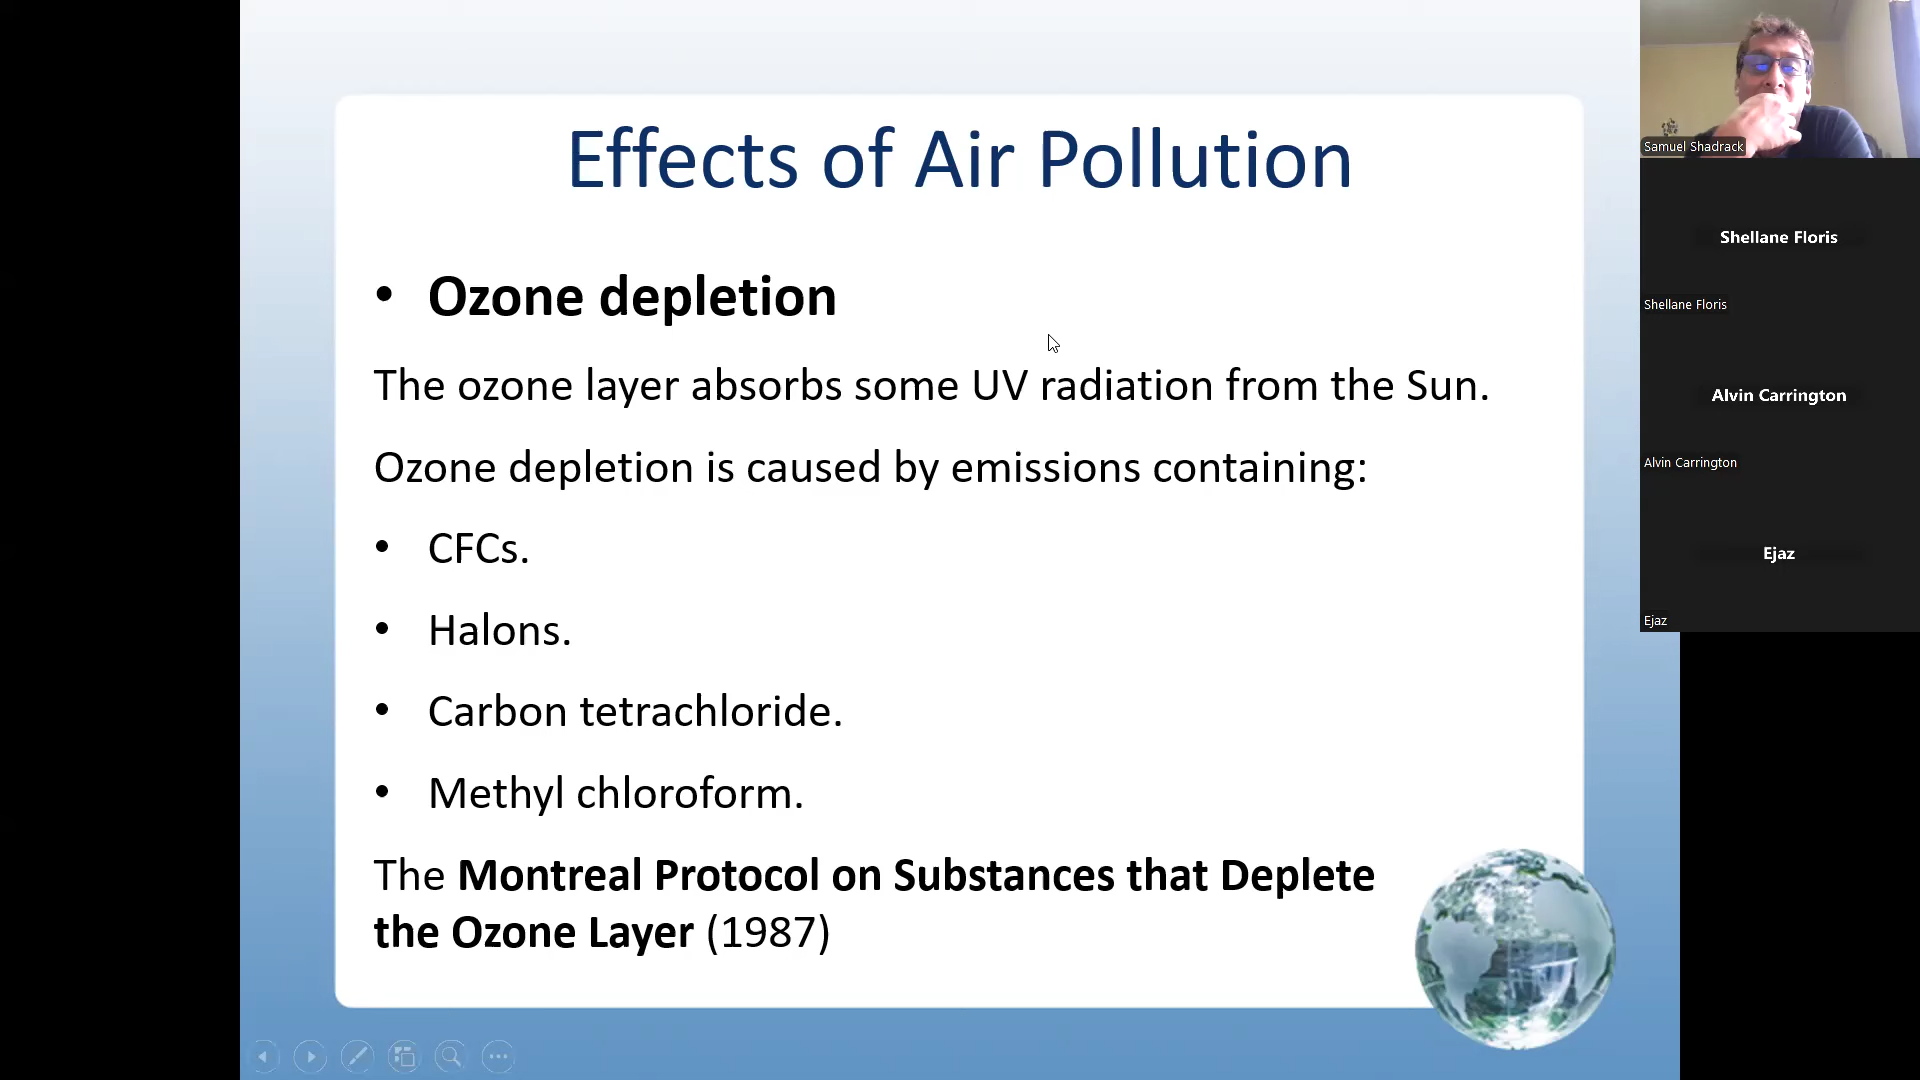 Effects of Air Pollution
• Ozone depletion
The ozone layer absorbs some UV radiation from the Sun.
Ozone depletion is caused by emissions containing:
• CFCs.
• Halons.
• Carbon tetrachloride.
• Methyl chloroform.
The Montreal Protocol on Substances that Deplete
the Ozone Layer (1987)
Samuel Shadrack
Shellane Floris
Shellane Floris
Alvin Carrington
Alvin Carrington
Ejaz
Ejaz